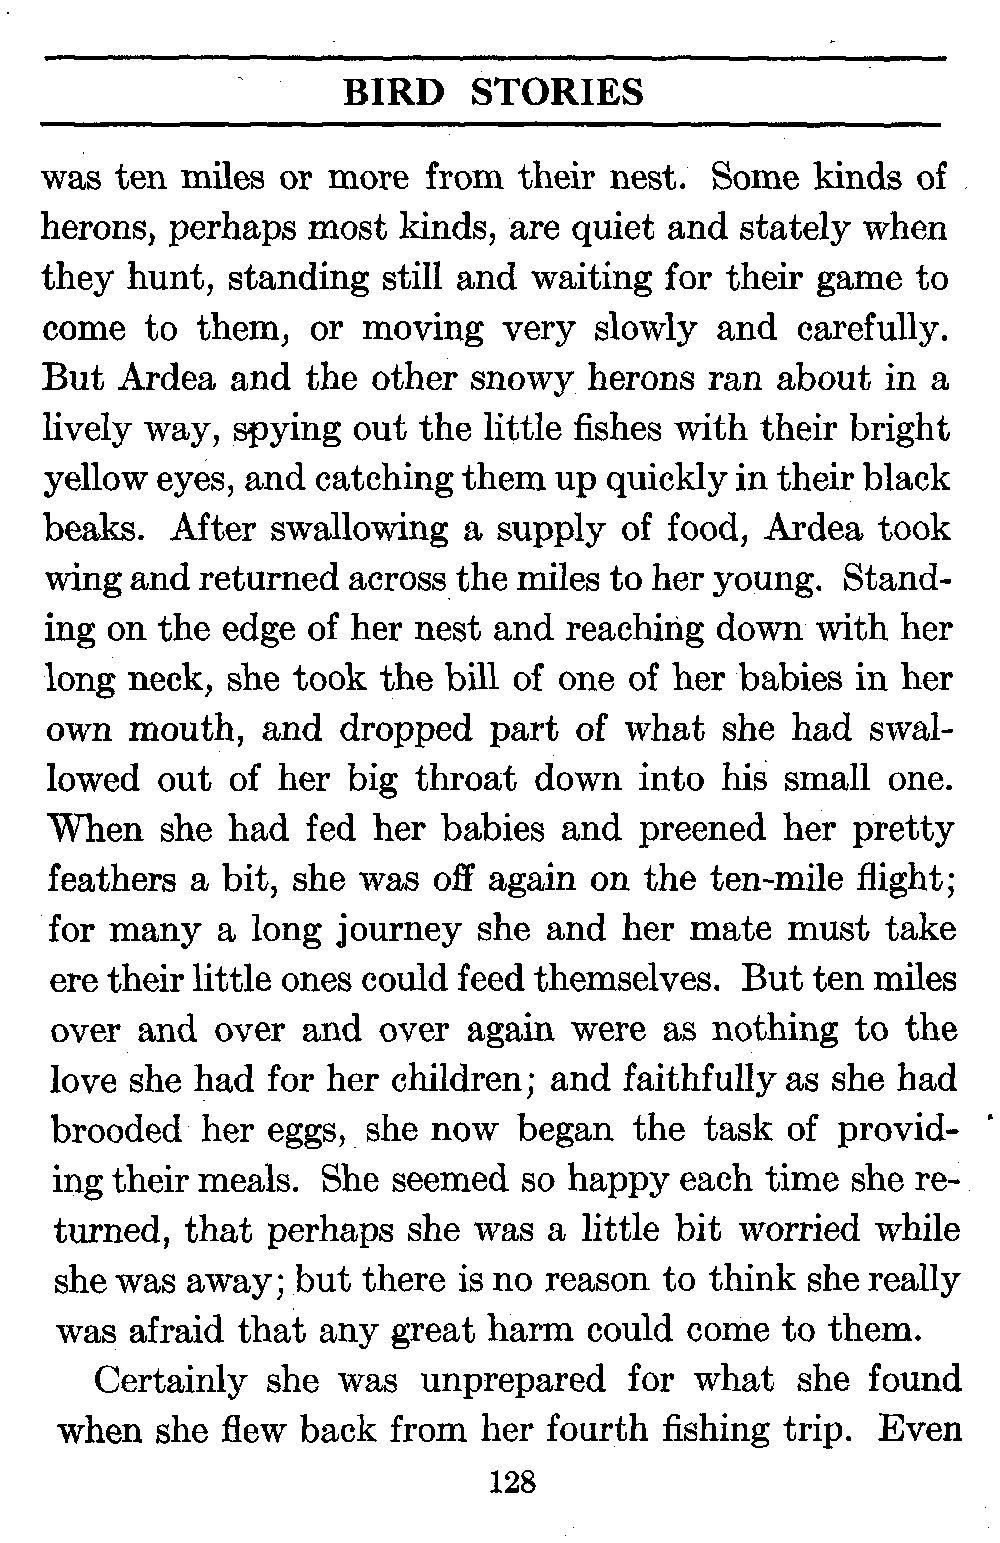 BIRD STORIES
was ten miles or more from their nest. Some kinds of
herons, perhaps most kinds, are quiet and stately when
they hunt, standing still and waiting for their game to
come to them, or moving very slowly and carefully.
But Ardea and the other snowy herons ran about in a
lively way, spying out the little fishes with their bright
yellow eyes, and catching them up quickly in their black
beaks. After swallowing a supply of food, Ardea took
wing and returned across the miles to her young. Stand-
ing on the edge of her nest and reaching down with her
long neck, she took the bill of one of her babies in her
own mouth, and dropped part of what she had swal-
lowed out of her big throat down into his small one.
When she had fed her babies and preened her pretty
feathers a bit, she was off again on the ten-mile flight;
for many a long journey she and her mate must take
ere their little ones could feed themselves. But ten miles
over and over and over again were as nothing to the
love she had for her children; and faithfully as she had
brooded her eggs, she now began the task of provid-
ing their meals. She seemed so happy each time she re-
turned, that perhaps she was a little bit worried while
she was away; but there is no reason to think she really
was afraid that any great harm could come to them.
Certainly she was unprepared for what she found
when she flew back from her fourth fishing trip. Even
128